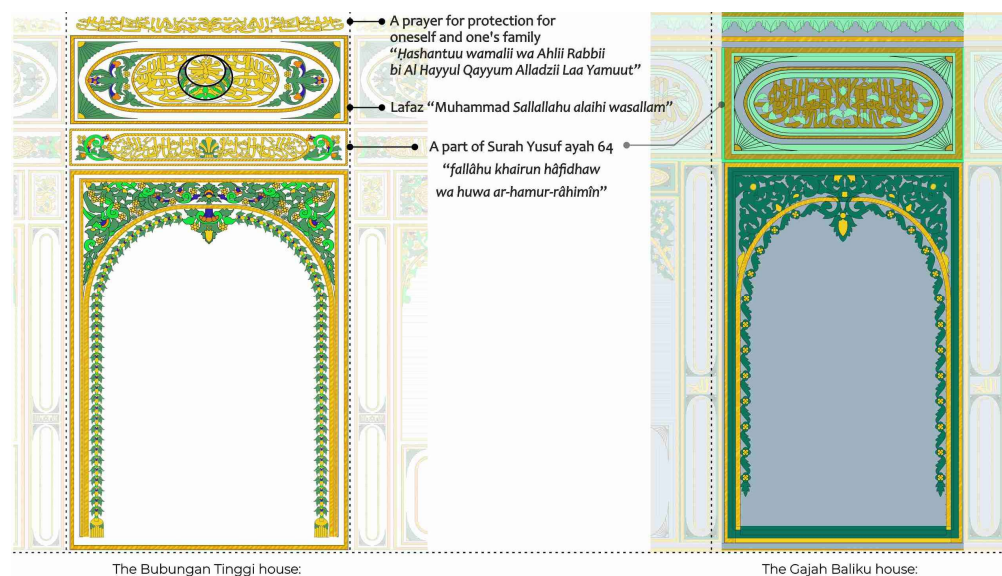 A prayer for protection for
oneself and one's family
“Ḥashantuu wamalii wa Ahlii Rabbii
bi Al Hayyul Qayyum Alladzii Laa Yamuut”
Lafaz “Muhammad Sallallahu alaihi wasallam”
A part of Surah Yusuf ayah 64
“fallâhu khairun hâfidhaw
wa huwa ar-hamur-râhimîn”
The Bubungan Tinggi house:
The Gajah Baliku house: